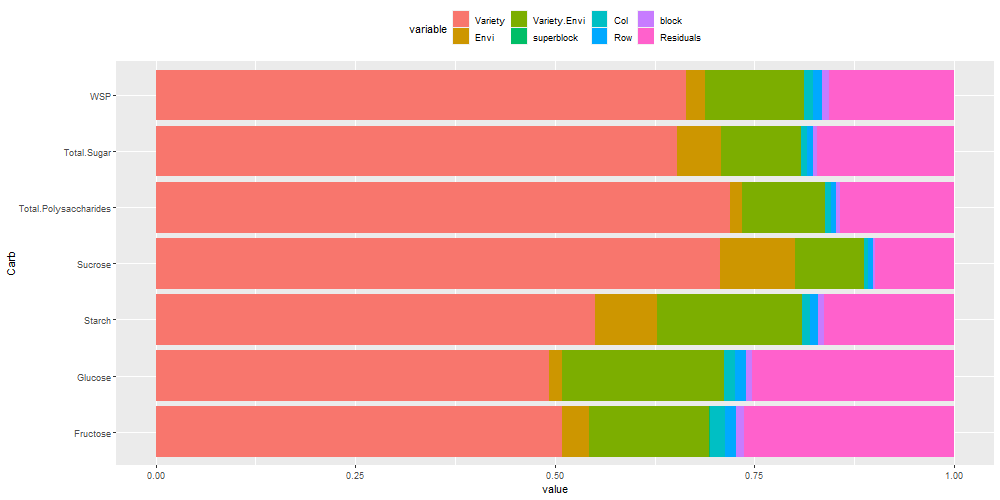 variable
Variety
Variety.Envi
Col
block
Envi
superblock
Row
Residuals
Carb
WSP
Total.Sugar
Total.Polysaccharides
Sucrose
Starch
Glucose
Fructose
0.00
0.25
0.50
0.75
1.00
value